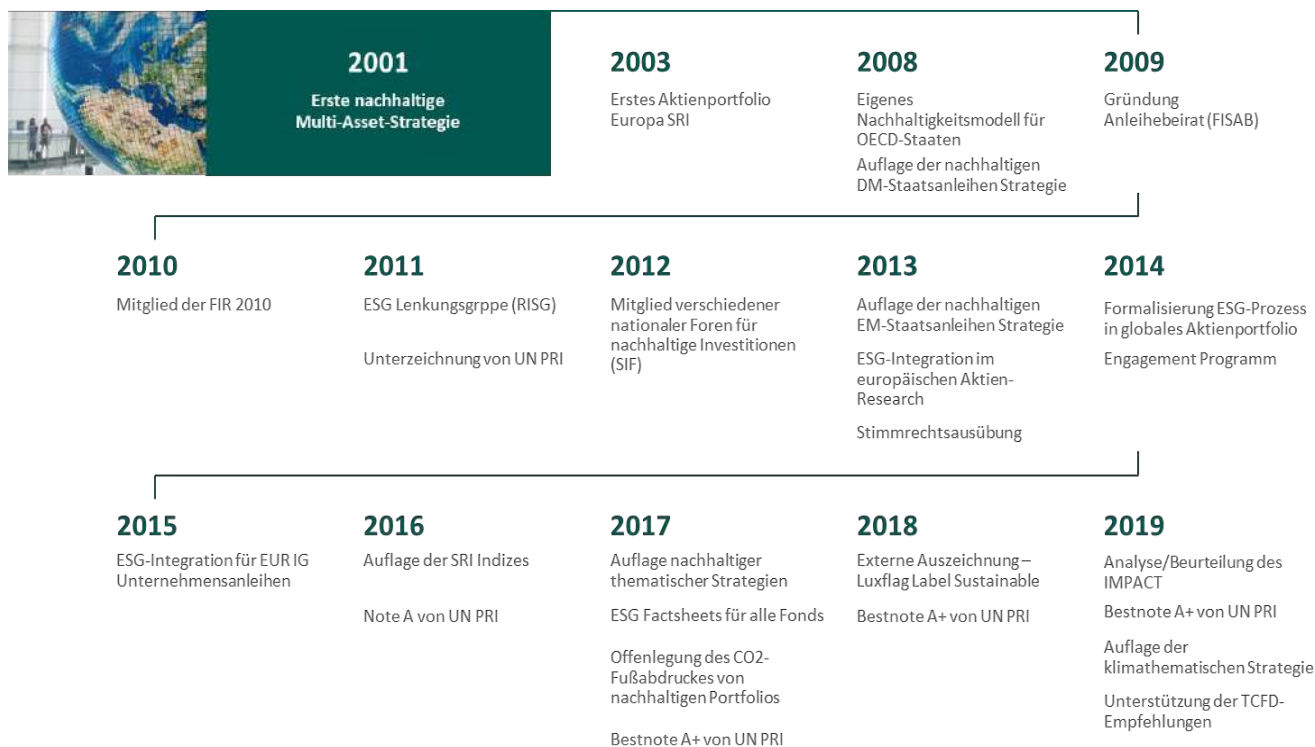 2001
Erste nachhaltige
Multi-Asset-Strategie
2003
Erstes Aktienportfolio
Europa SRI
2008
Eigenes
Nachhaltigkeitsmodell für
OECD-Staaten
Auflage der nachhaltigen
DM-Staatsanleihen Strategie
2009
Gründung
Anleihebeirat (FISAB)
2010
Mitglied der FIR 2010
2011
ESG Lenkungsgrppe (RISG)
Unterzeichnung von UN PRI
2012
Mitglied verschiedener
nationaler Foren für
nachhaltige Investitionen
(SIF)
2013
Auflage der nachhaltigen
EM-Staatsanleihen Strategie
ESG-Integration im
europäischen Aktien-
Research
Stimmrechtsausübung
2014
Formalisierung ESG-Prozess
in globales Aktienportfolio
Engagement Programm
2015
ESG-Integration für EUR IG
Unternehmensanleihen
2016
Auflage der SRI Indizes
Note A von UN PRI
2017
Auflage nachhaltiger
thematischer Strategien
ESG Factsheets für alle Fonds
Offenlegung des CO2-
Fußabdruckes von
nachhaltigen Portfolios
Bestnote A+ von UN PRI
2018
Externe Auszeichnung –
Luxflag Label Sustainable
Bestnote A+ von UN PRI
2019
Analyse/Beurteilung des
IMPACT
Bestnote A+ von UN PRI
Auflage der
klimathematischen Strategie
Unterstützung der TCFD-
Empfehlungen